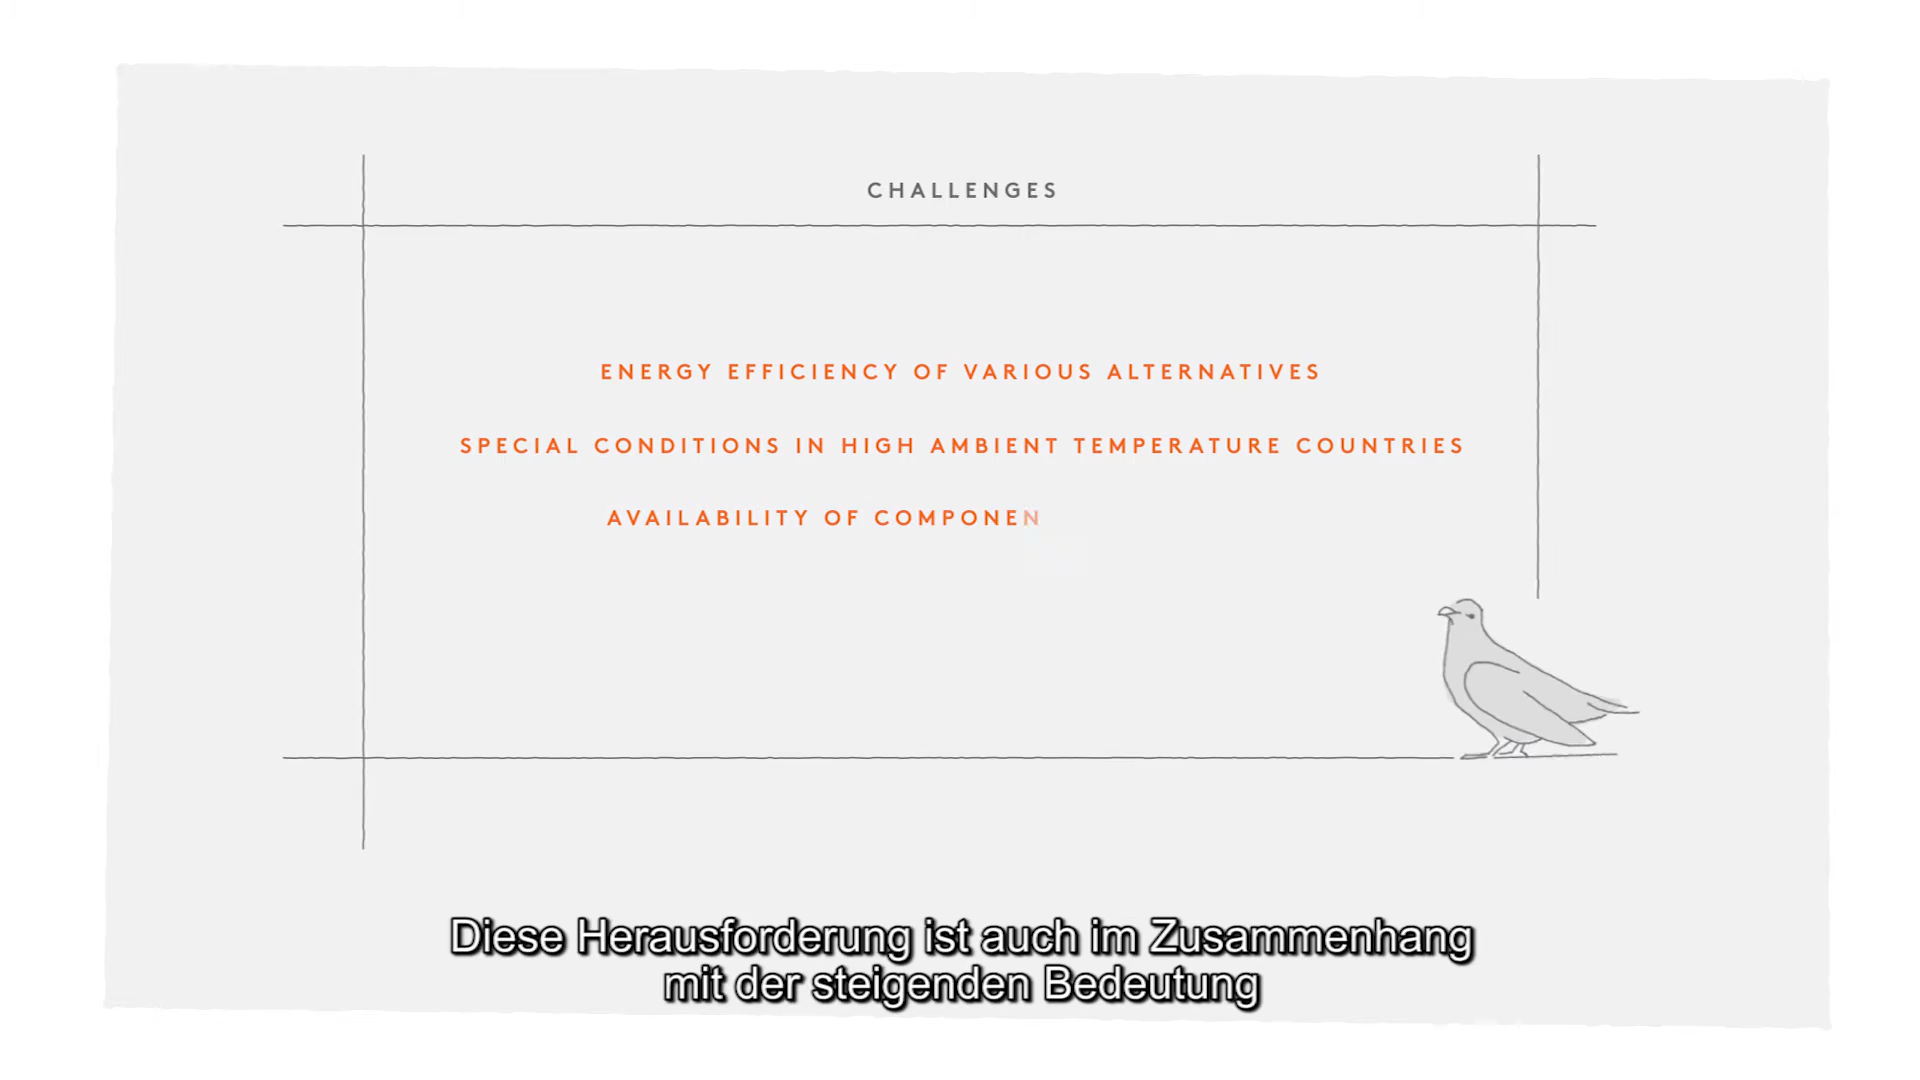 CHALLENGES
ENERGY EFFICIENCY OF VARIOUS ALTERNATIVES
SPECIAL CONDITIONS IN HIGH AMBIENT TEMPERATURE COUNTRIES
AVAILABILITY OF COMPONEN
Diese Herausforderung ist auch im Zusammenhang
mit der steigenden Bedeutung